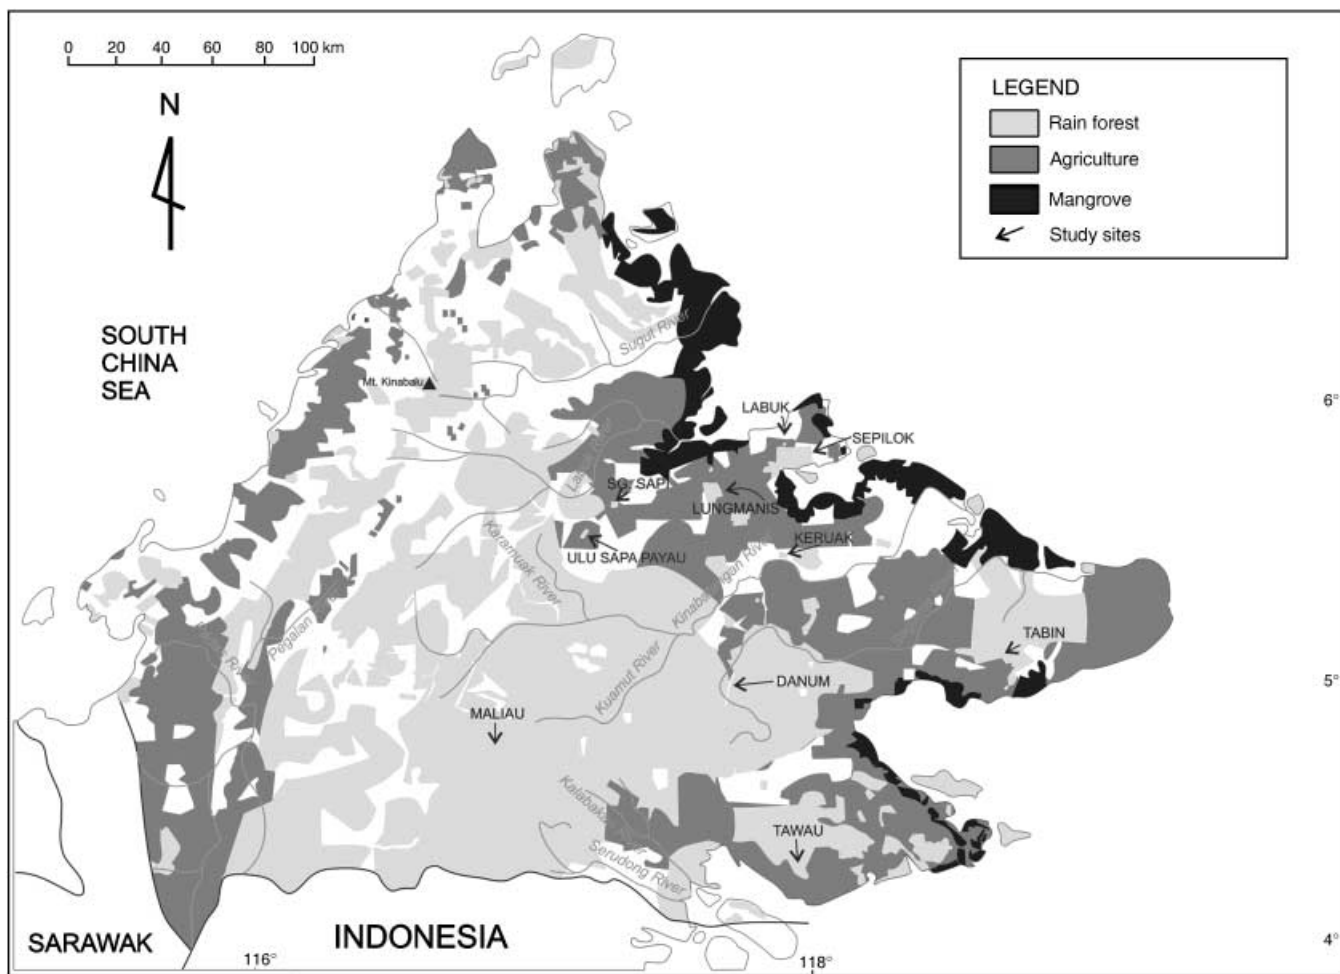 0 20 40 60 80 100 km
N
LEGEND
Rain forest
Agriculture
Mangrove
Study sites
SOUTH
CHINA
SEA
Sugut River
Mt. Kinabalu
6°
LABUK
SEPILOK
SG. SAPI
LUNGMANIS
KERUAK
ULU SAPA PAYAU
Karamuak River
Pegalan
TABIN
Kuamut River
DANUM
5°
MALIAU
TAWAU
Serudong River
SARAWAK
INDONESIA
116°
118°
4°